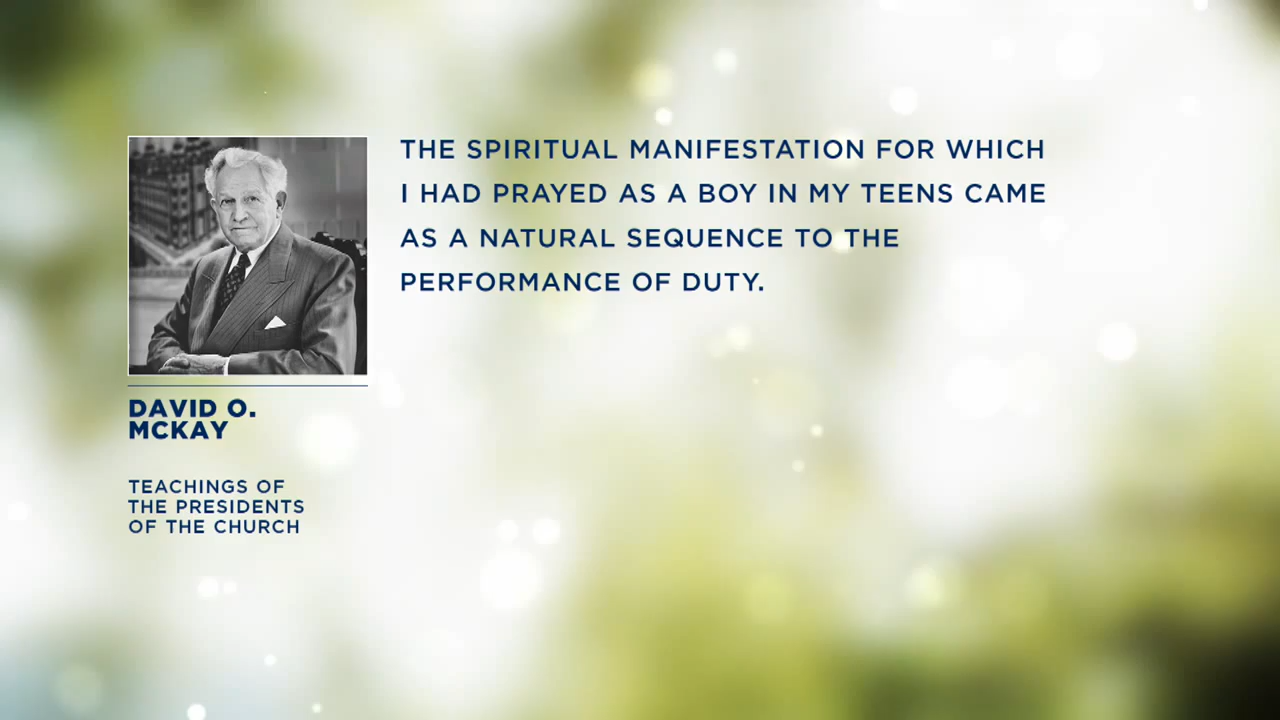 THE SPIRITUAL MANIFESTATION FOR WHICH
I HAD PRAYED AS A BOY IN MY TEENS CAME
AS A NATURAL SEQUENCE TO THE
PERFORMANCE OF DUTY.
DAVID O.
MCKAY
TEACHINGS OF
THE PRESIDENTS
OF THE CHURCH